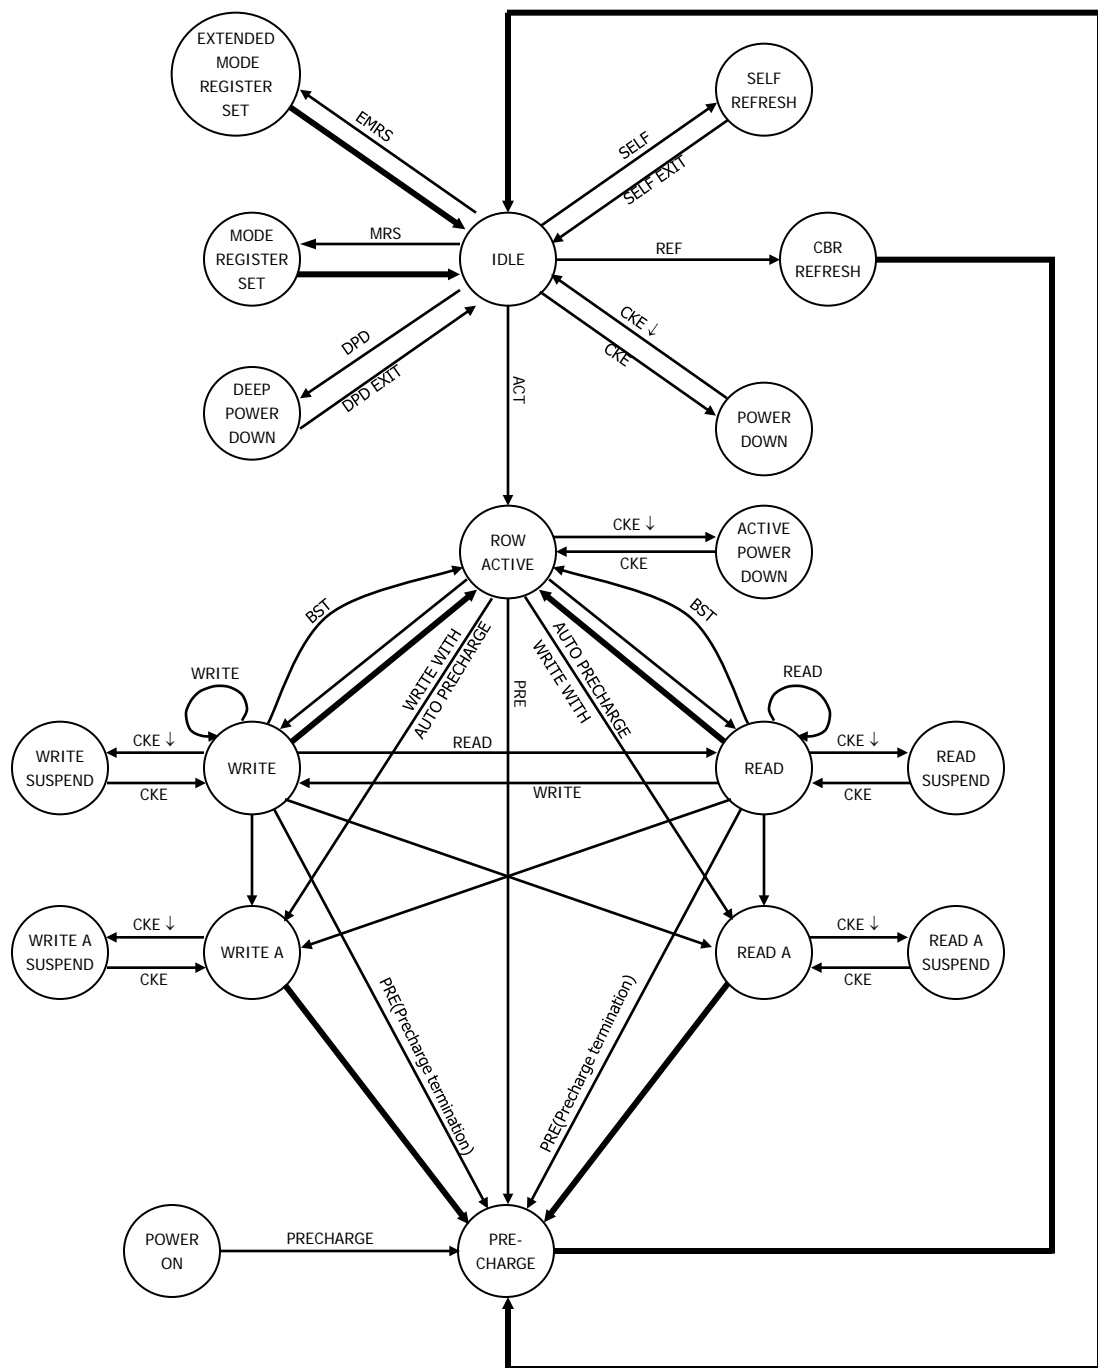 EXTENDED
MODE
REGISTER
SET
SELF
REFRESH
EMRS
SELF
SELF EXIT
MODE
REGISTER
SET
MRS
IDLE
REF
CBR
REFRESH
DPD
DPD EXIT
CKE ↓
CKE
DEEP
POWER
DOWN
ACT
POWER
DOWN
ROW
ACTIVE
CKE ↓
CKE
ACTIVE
POWER
DOWN
BST
BST
WRITE WITH
AUTO PRECHARGE
PRE
AUTO PRECHARGE
WRITE WITH
WRITE
READ
WRITE
SUSPEND
CKE ↓
CKE
WRITE
READ
WRITE
READ
CKE ↓
CKE
READ
SUSPEND
WRITE A
SUSPEND
CKE ↓
CKE
WRITE A
READ A
CKE ↓
CKE
READ A
SUSPEND
PRE(Precharge termination)
PRE(Precharge termination)
POWER
ON
PRECHARGE
PRE-
CHARGE